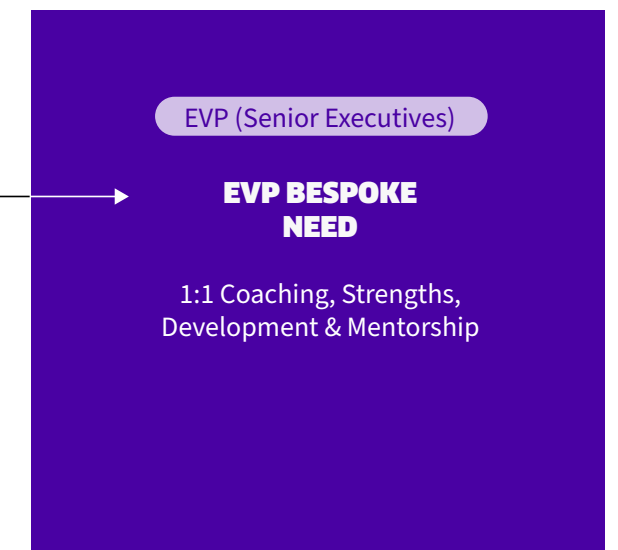 EVP (Senior Executives)
EVP BESPOKE
NEED
1:1 Coaching, Strengths,
Development & Mentorship